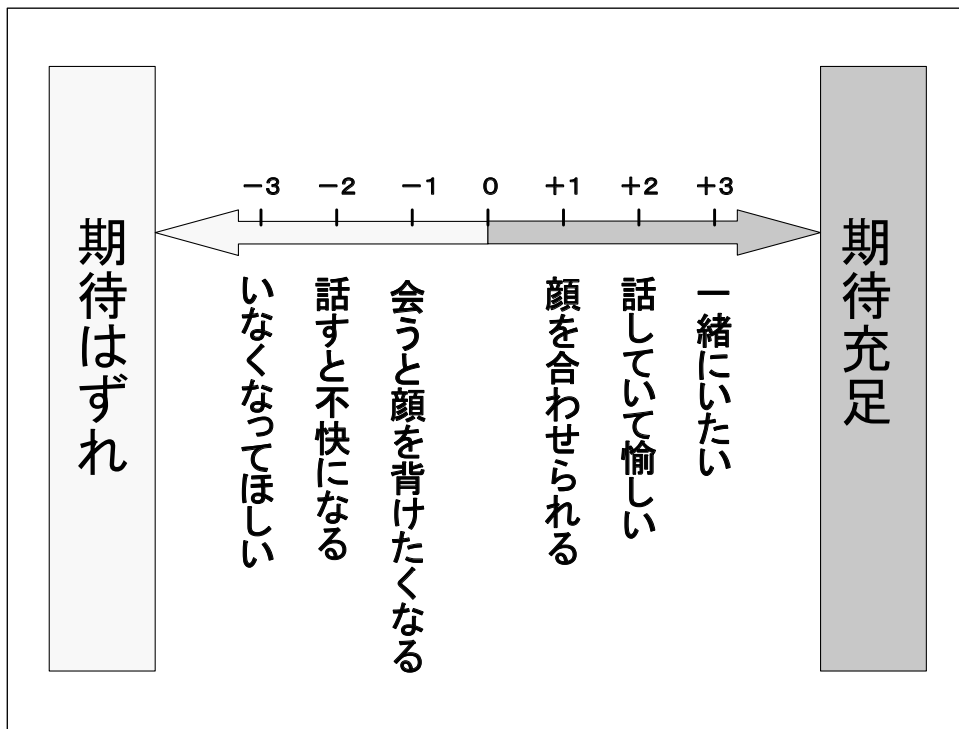 期待はずれ
−3 −2 −1 0 +1 +2 +3
いなくなってほしい
話すと不快になる
会うと顔を背けたくなる
顔を合わせられる
話していて愉しい
一緒にいたい
期待充足